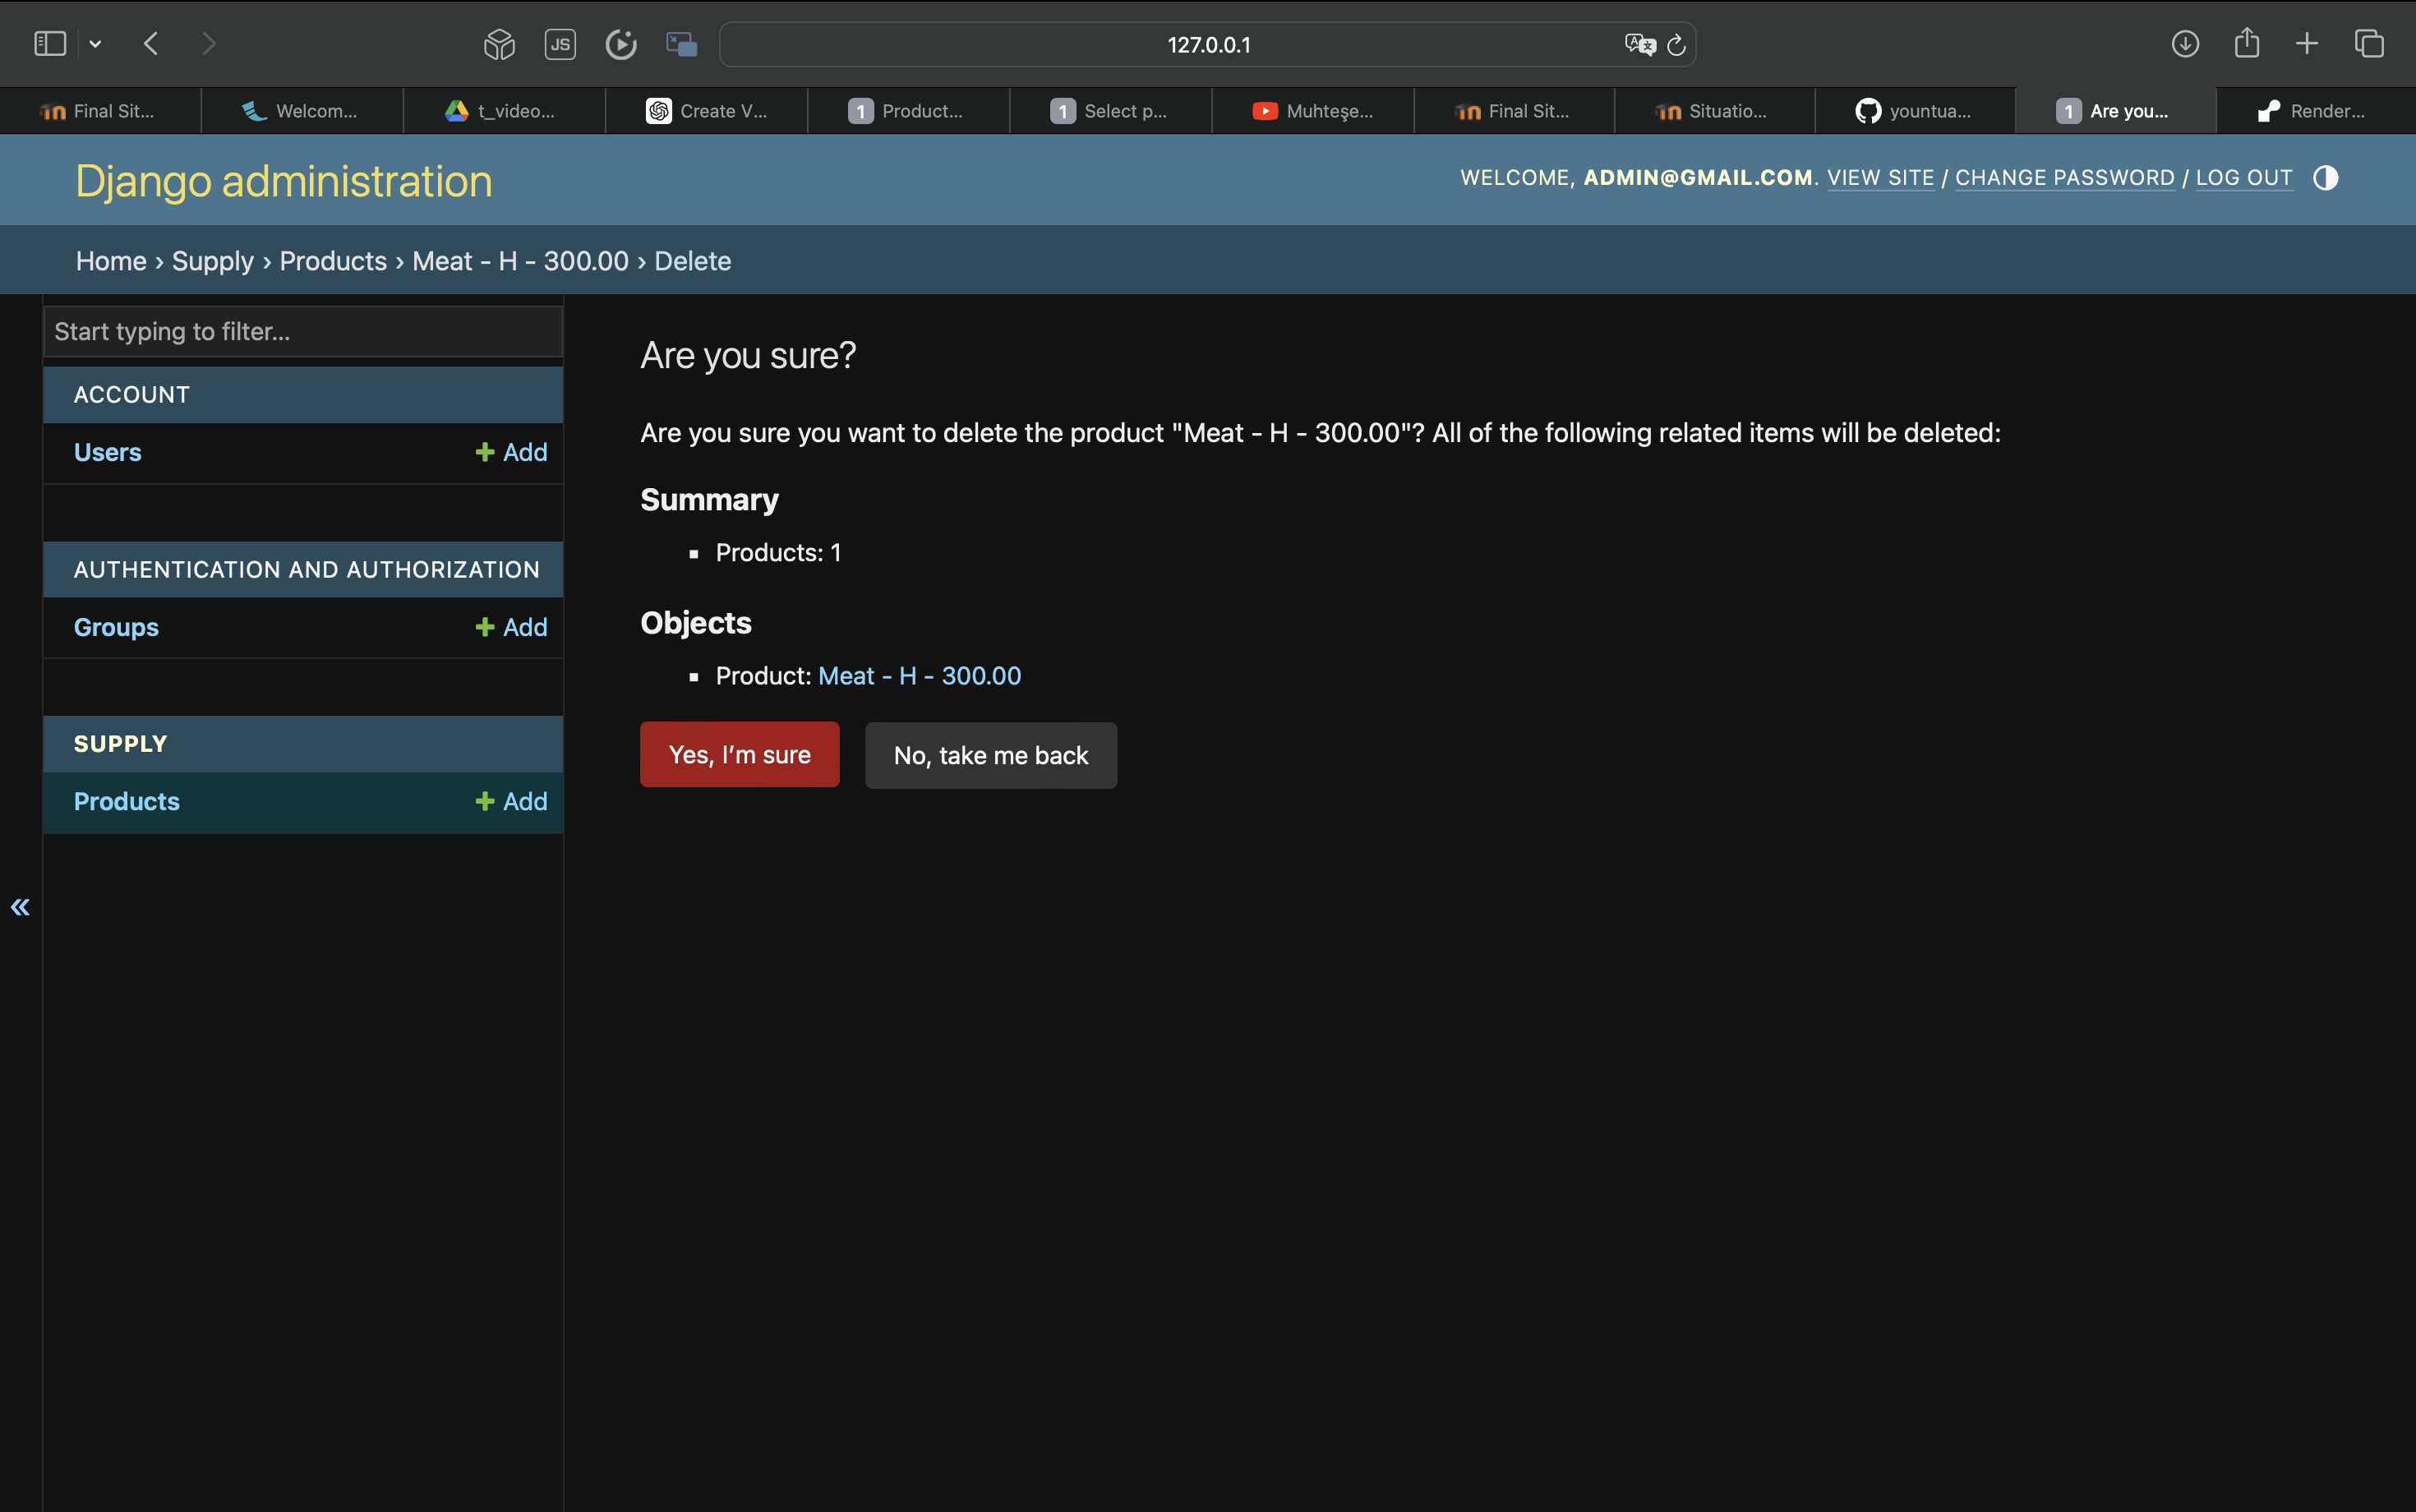 127.0.0.1
JS
Final Sit...
Welcom...
t_video...
Create V...
1 Product...
1 Select p...
Muhteşe...
Final Sit...
Situatio...
yountua...
1 Are you...
Render...
Django administration
WELCOME, ADMIN@GMAIL.COM. VIEW SITE / CHANGE PASSWORD / LOG OUT
Home › Supply › Products › Meat - H - 300.00 › Delete
Start typing to filter...
ACCOUNT
Users + Add
AUTHENTICATION AND AUTHORIZATION
Groups + Add
SUPPLY
Products + Add
«
Are you sure?
Are you sure you want to delete the product "Meat - H - 300.00"? All of the following related items will be deleted:
Summary
▪ Products: 1
Objects
▪ Product: Meat - H - 300.00
Yes, I’m sure
No, take me back